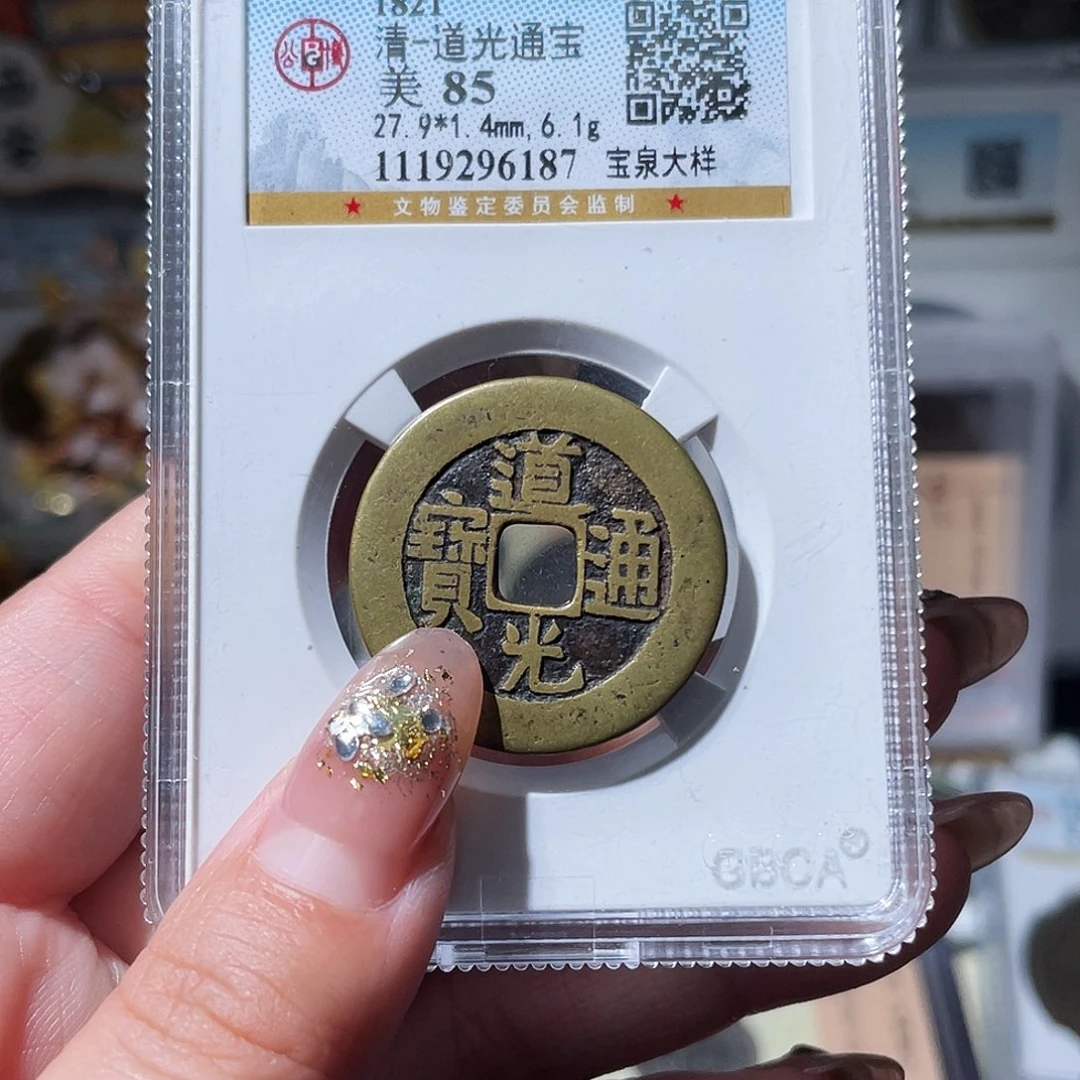 1821
清-道光通宝
美 85
27.9*1.4mm,6.1g
1119296187 宝泉大样
★ 文物鉴定委员会监制 ★
道
寶 通
光
GBCA